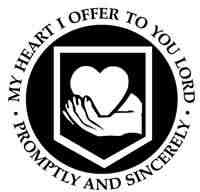 MY HEART I OFFER TO YOU LORD
• PROMPTLY AND SINCERELY •